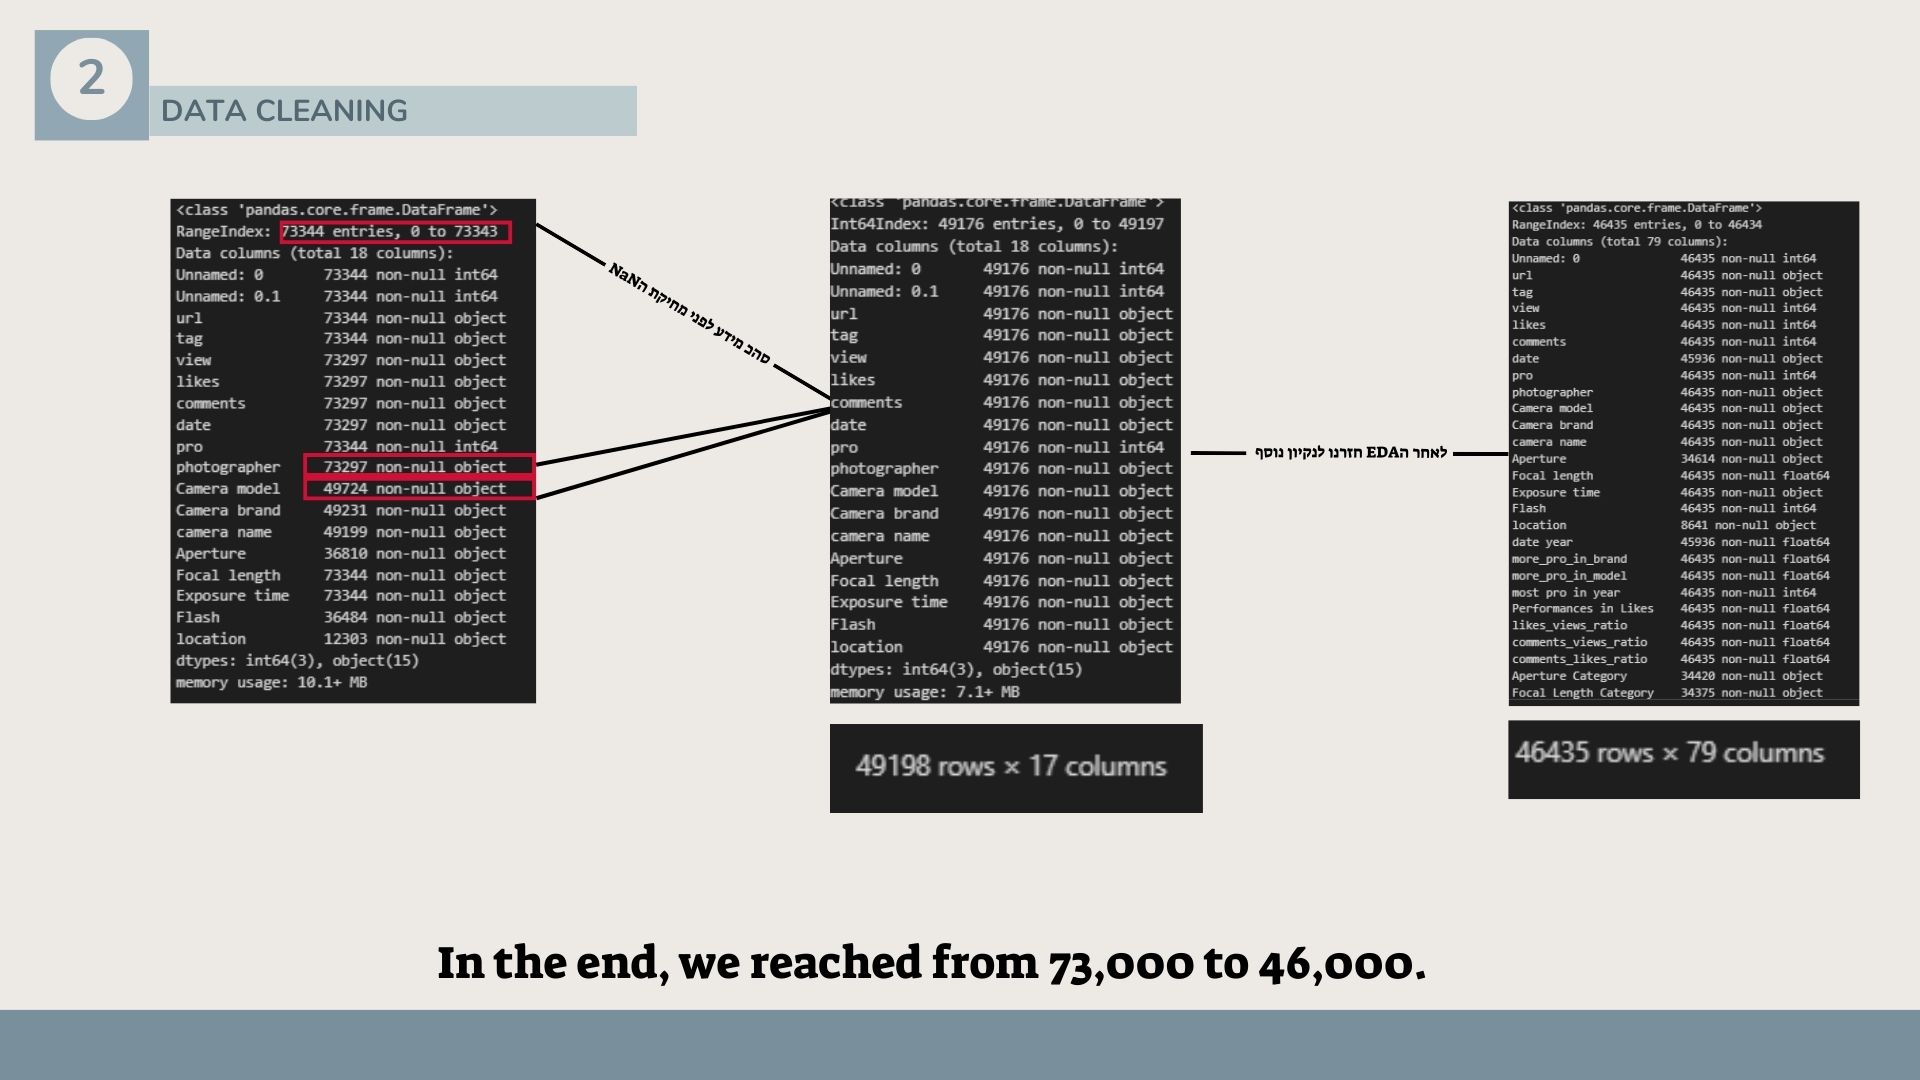 2
DATA CLEANING
<class 'pandas.core.frame.DataFrame'>
RangeIndex: 73344 entries, 0 to 73343
Data columns (total 18 columns):
Unnamed: 0 73344 non-null int64
Unnamed: 0.1 73344 non-null int64
url 73344 non-null object
tag 73344 non-null object
view 73297 non-null object
likes 73297 non-null object
comments 73297 non-null object
date 73297 non-null object
pro 73344 non-null int64
photographer 73297 non-null object
Camera model 49724 non-null object
Camera brand 49231 non-null object
camera name 49199 non-null object
Aperture 36810 non-null object
Focal length 73344 non-null object
Exposure time 73344 non-null object
Flash 36484 non-null object
location 12303 non-null object
dtypes: int64(3), object(15)
memory usage: 10.1+ MB
סהכ מידע לפני מחיקת הNaN
<class 'pandas.core.frame.DataFrame'>
Int64Index: 49176 entries, 0 to 49197
Data columns (total 18 columns):
Unnamed: 0 49176 non-null int64
Unnamed: 0.1 49176 non-null int64
url 49176 non-null object
tag 49176 non-null object
view 49176 non-null object
likes 49176 non-null object
comments 49176 non-null object
date 49176 non-null object
pro 49176 non-null int64
photographer 49176 non-null object
Camera model 49176 non-null object
Camera brand 49176 non-null object
camera name 49176 non-null object
Aperture 49176 non-null object
Focal length 49176 non-null object
Exposure time 49176 non-null object
Flash 49176 non-null object
location 49176 non-null object
dtypes: int64(3), object(15)
memory usage: 7.1+ MB
49198 rows × 17 columns
לאחר הEDA חזרנו לנקיון נוסף
<class 'pandas.core.frame.DataFrame'>
RangeIndex: 46435 entries, 0 to 46434
Data columns (total 79 columns):
Unnamed: 0 46435 non-null int64
url 46435 non-null object
tag 46435 non-null object
view 46435 non-null int64
likes 46435 non-null int64
comments 46435 non-null int64
date 45936 non-null object
pro 46435 non-null int64
photographer 46435 non-null object
Camera model 46435 non-null object
Camera brand 46435 non-null object
camera name 46435 non-null object
Aperture 34614 non-null object
Focal length 46435 non-null float64
Exposure time 46435 non-null object
Flash 46435 non-null int64
location 8641 non-null object
date year 45936 non-null float64
more_pro_in_brand 46435 non-null float64
more_pro_in_model 46435 non-null float64
most pro in year 46435 non-null int64
Performances in Likes 46435 non-null float64
likes_views_ratio 46435 non-null float64
comments_views_ratio 46435 non-null float64
comments_likes_ratio 46435 non-null float64
Aperture Category 34420 non-null object
Focal Length Category 34375 non-null object
46435 rows × 79 columns
In the end, we reached from 73,000 to 46,000.